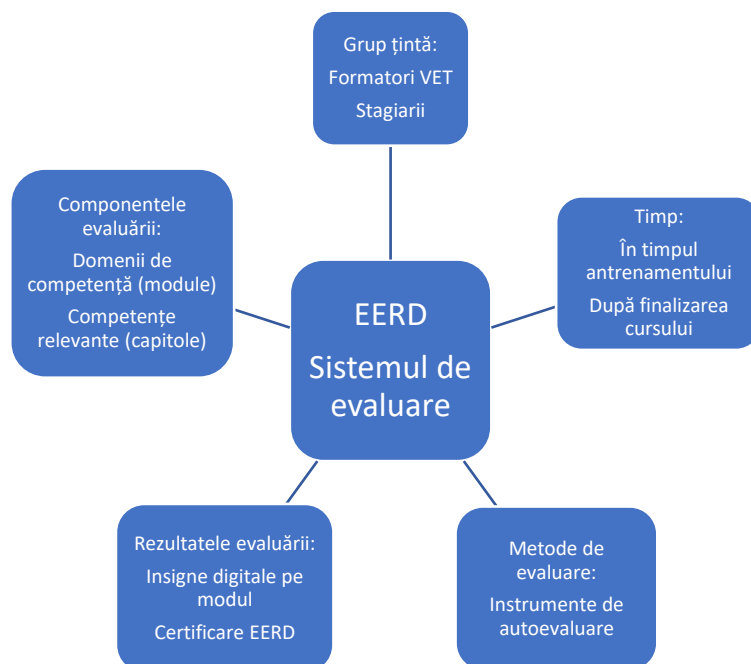 Grup țintă:
Formatori VET
Stagiarii
Componentele
evaluării:
Domenii de
competență (module)
Competențe
relevante (capitole)
Timp:
În timpul
antrenamentului
După finalizarea
cursului
EERD
Sistemul de
evaluare
Rezultatele evaluării:
Insigne digitale pe
modul
Certificare EERD
Metode de
evaluare:
Instrumente de
autoevaluare